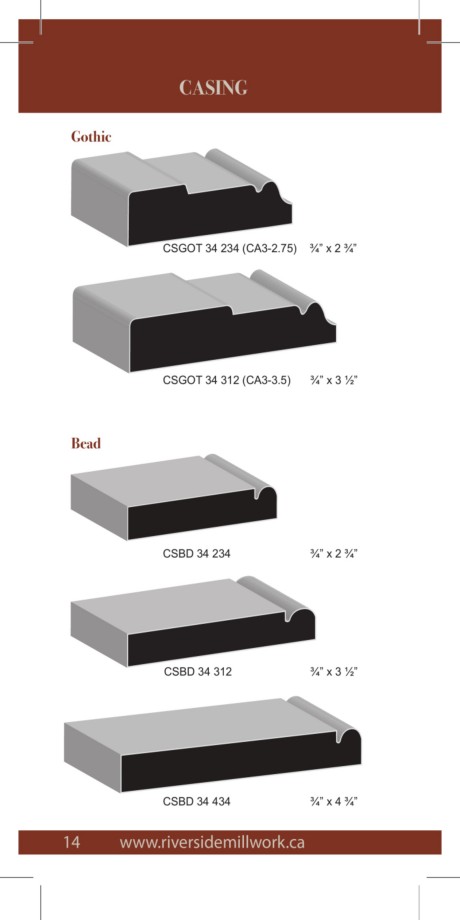 CASING
Gothic
CSGOT 34 234 (CA3-2.75) ¾” x 2 ¾”
CSGOT 34 312 (CA3-3.5) ¾” x 3 ½”
Bead
CSBD 34 234 ¾” x 2 ¾”
CSBD 34 312 ¾” x 3 ½”
CSBD 34 434 ¾” x 4 ¾”
14 www.riversidemillwork.ca